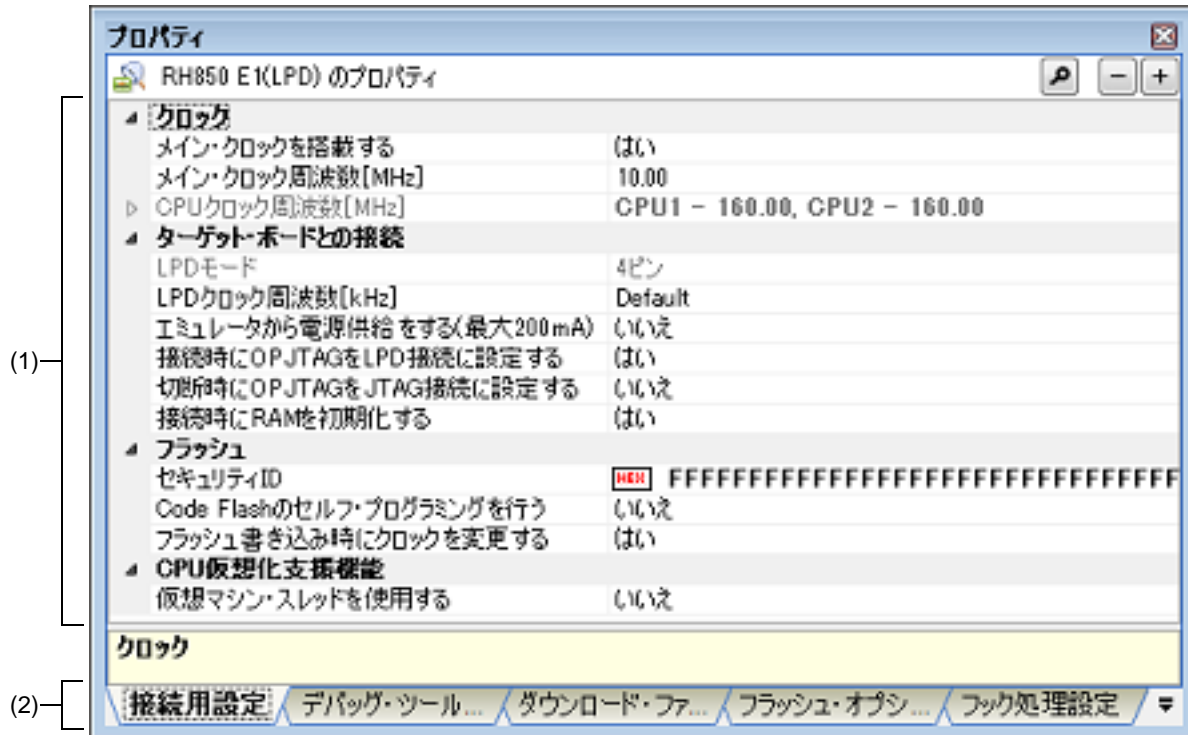 プロパティ
RH850 E1(LPD) のプロパティ
(1)
クロック
メイン・クロックを搭載する はい
メイン・クロック周波数[MHz] 10.00
CPUクロック周波数[MHz] CPU1 - 160.00, CPU2 - 160.00
ターゲット・ボードとの接続
LPDモード 4ピン
LPDクロック周波数[kHz] Default
エミュレータから電源供給をする(最大200mA) いいえ
接続時にOPJTAGをLPD接続に設定する はい
切断時にOPJTAGをJTAG接続に設定する いいえ
接続時にRAMを初期化する はい
フラッシュ
セキュリティID HEX FFFFFFFFFFFFFFFFFFFFFFFFFFFFFFFF
Code Flashのセルフ・プログラミングを行う いいえ
フラッシュ書き込み時にクロックを変更する はい
CPU仮想化支援機能
仮想マシン・スレッドを使用する いいえ
クロック
(2)
接続用設定 デバッグ・ツール... ダウンロード・ファ... フラッシュ・オプシ... フック処理設定